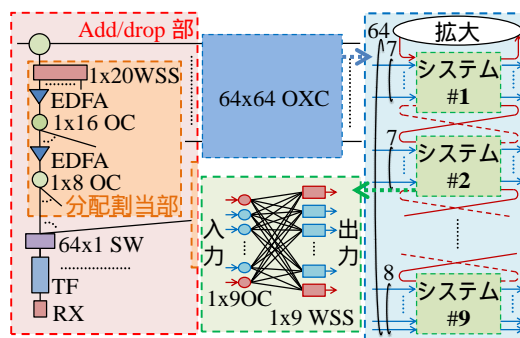 Add/drop 部
1x20WSS
EDFA
1x16 OC
EDFA
1x8 OC
分配割当部
64x1 SW
TF
RX
64x64 OXC
入力
出力
1x9OC
1x9 WSS
64
拡大
7
システム
#1
7
システム
#2
8
システム
#9